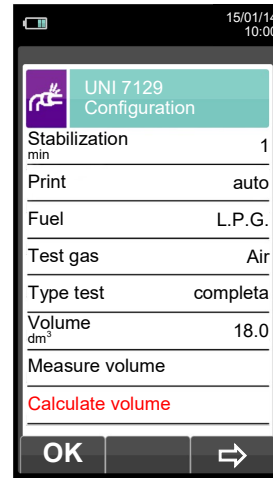 15/01/14
10:00
UNI 7129
Configuration
Stabilization 1
min
Print auto
Fuel L.P.G.
Test gas Air
Type test completa
Volume 18.0
dm³
Measure volume
Calculate volume
OK